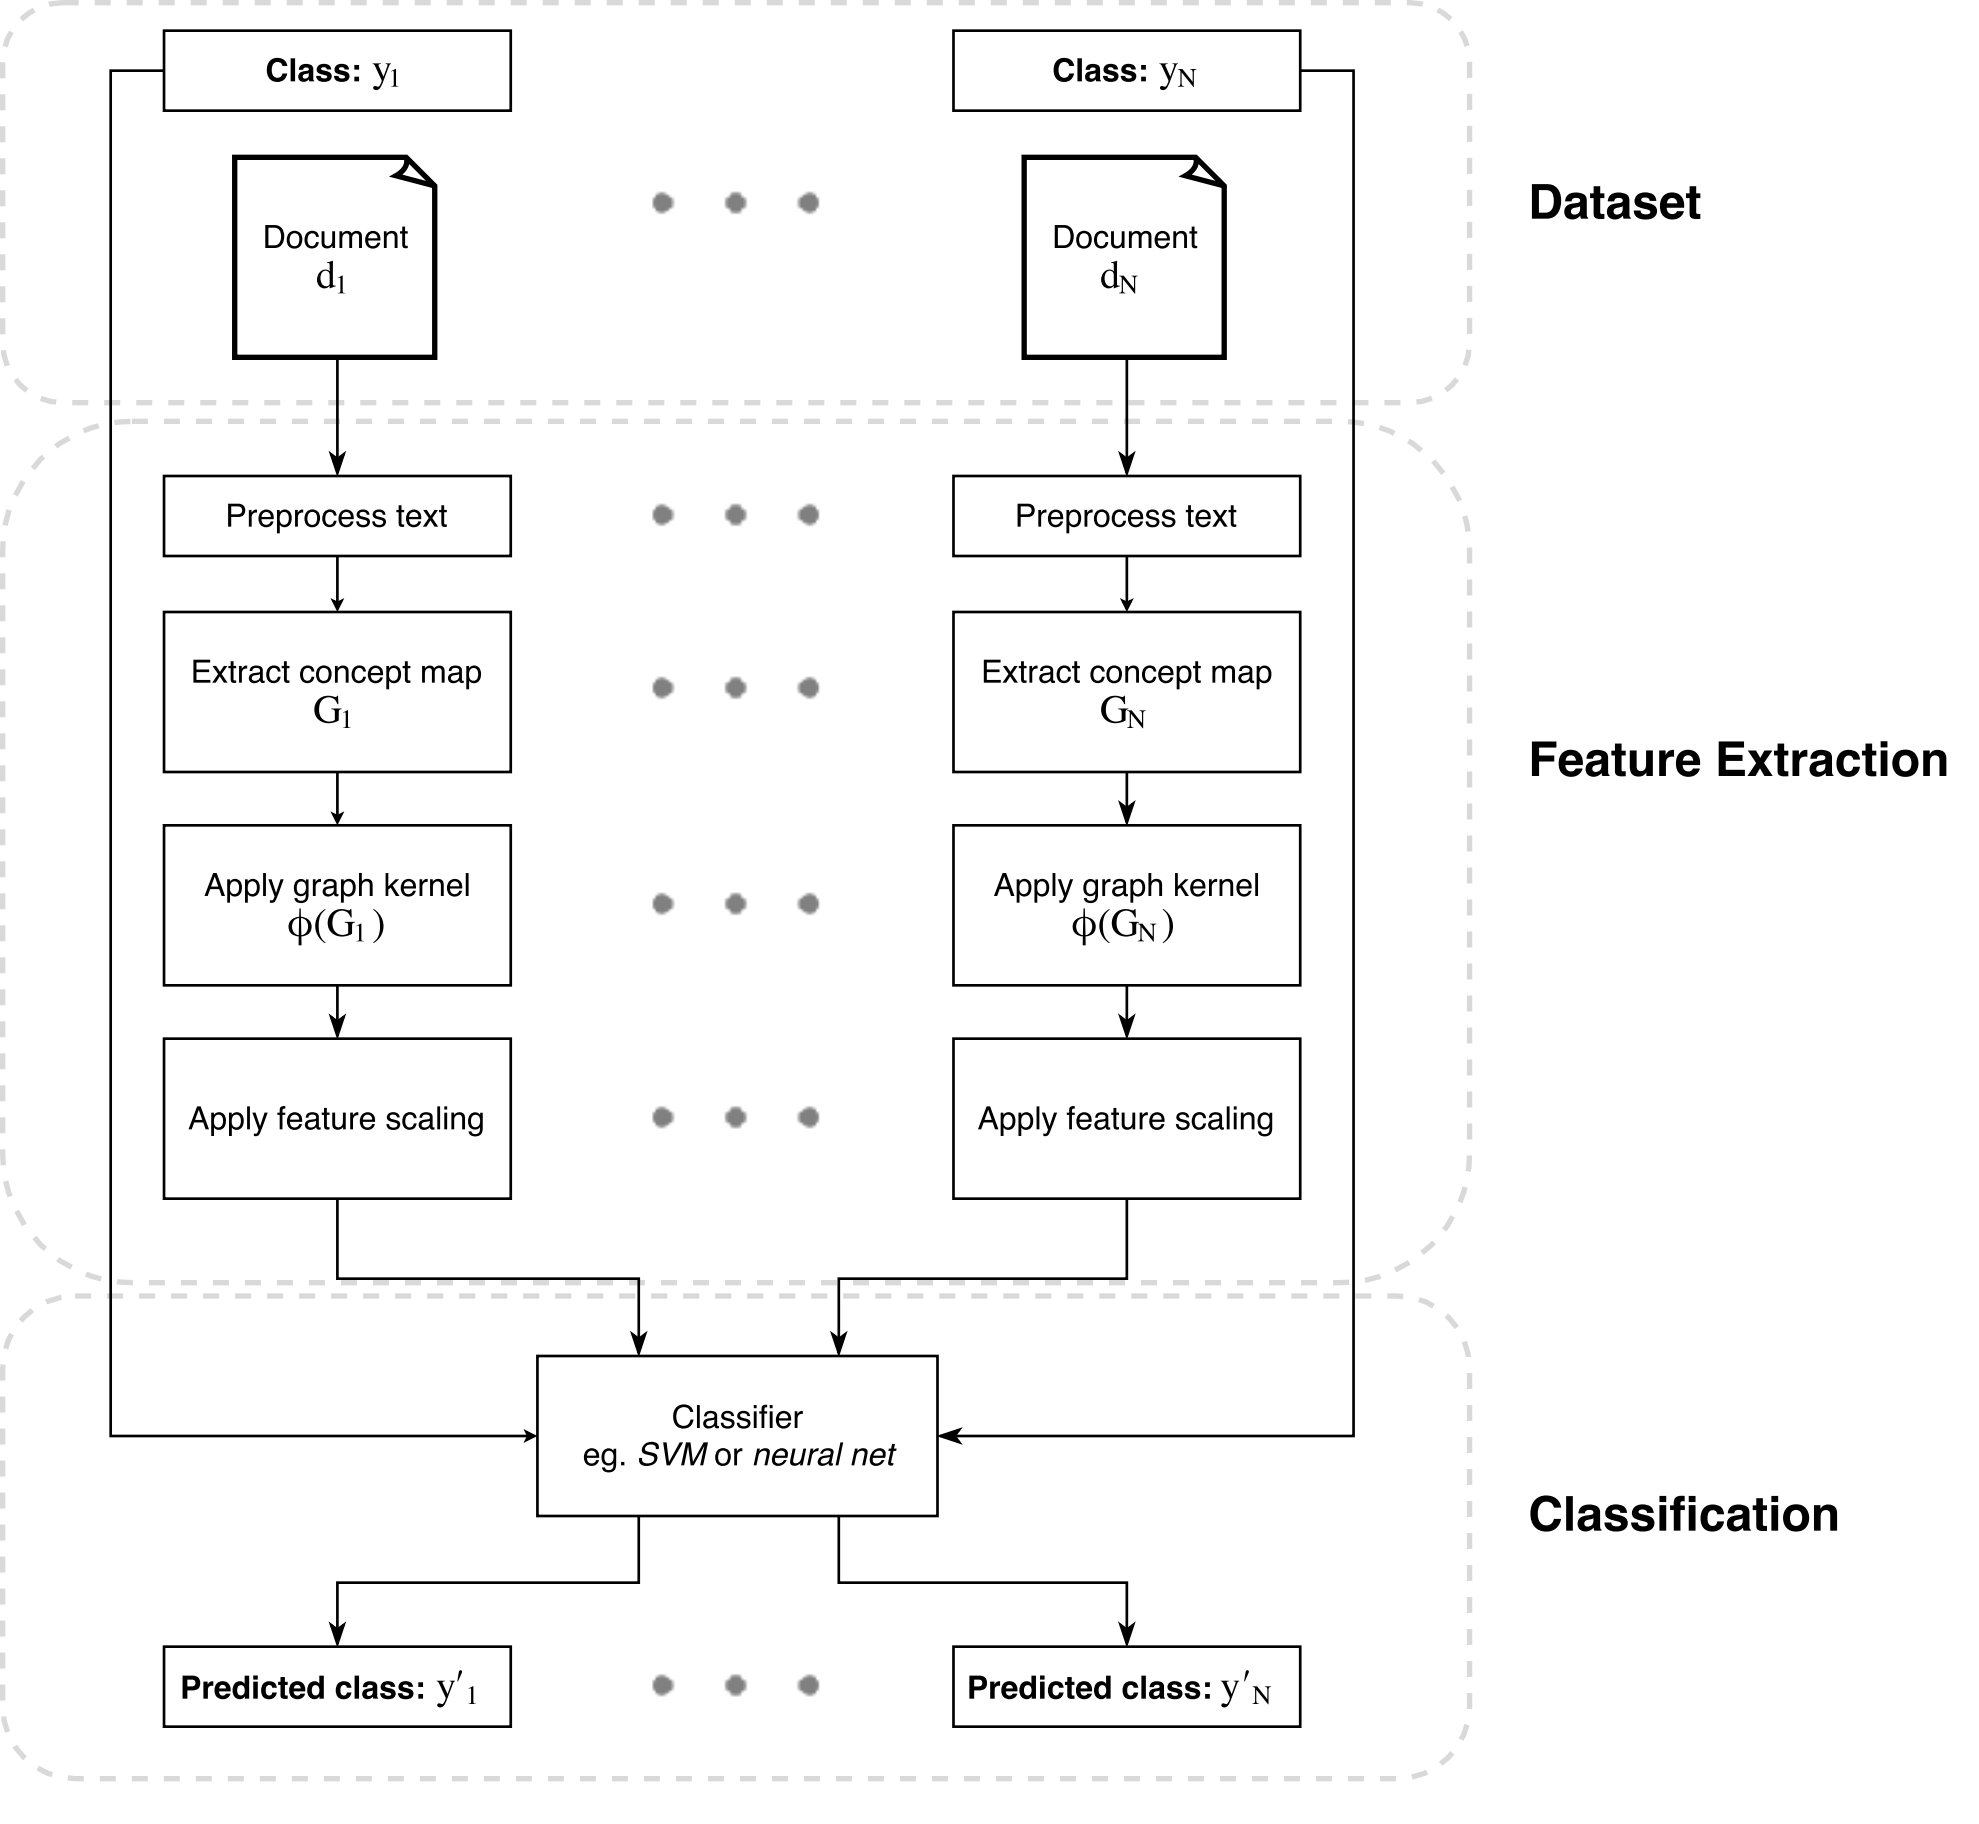 Class: y1
Class: yN
Document
d1
Document
dN
Dataset
Preprocess text
Preprocess text
Extract concept map
G1
Extract concept map
GN
Feature Extraction
Apply graph kernel
ϕ(G1)
Apply graph kernel
ϕ(GN)
Apply feature scaling
Apply feature scaling
Classifier
eg. SVM or neural net
Classification
Predicted class: y′1
Predicted class: y′N